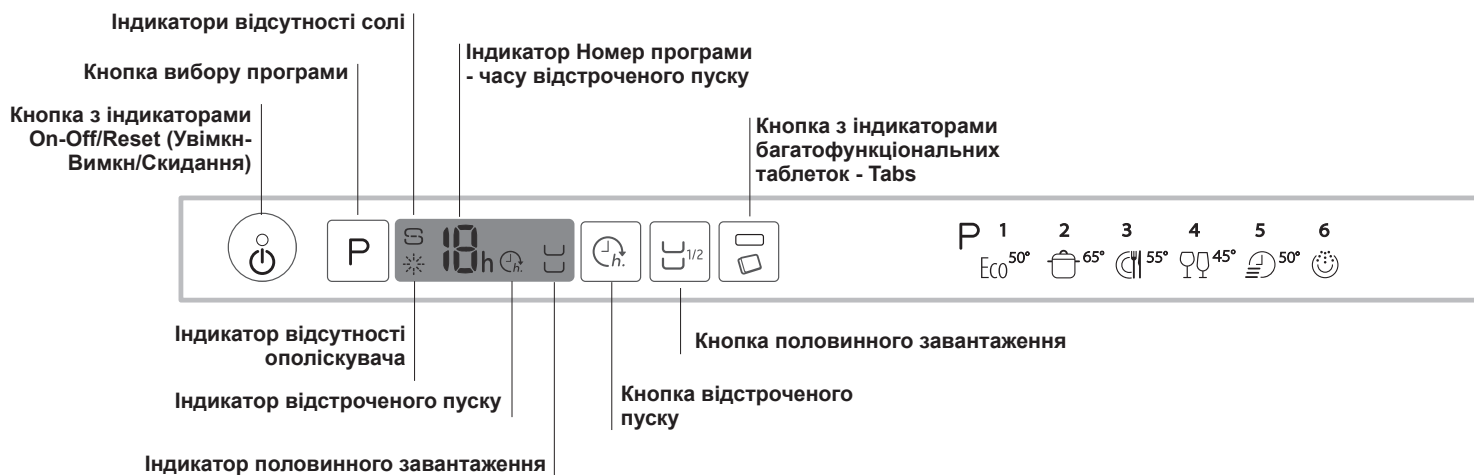 Індикатори відсутності солі
Індикатор Номер програми
- часу відстроченого пуску
Кнопка вибору програми
Кнопка з індикаторами
On-Off/Reset (Увімкн-
Вимкн/Скидання)
Кнопка з індикаторами
багатофункціональних
таблеток - Tabs
P
S
18h
h.
h.
1/2
P 1 2 3 4 5 6
Eco 50° 65° 55° 45° 50°
Індикатор відсутності
ополіскувача
Кнопка половинного завантаження
Індикатор відстроченого пуску
Кнопка відстроченого
пуску
Індикатор половинного завантаження